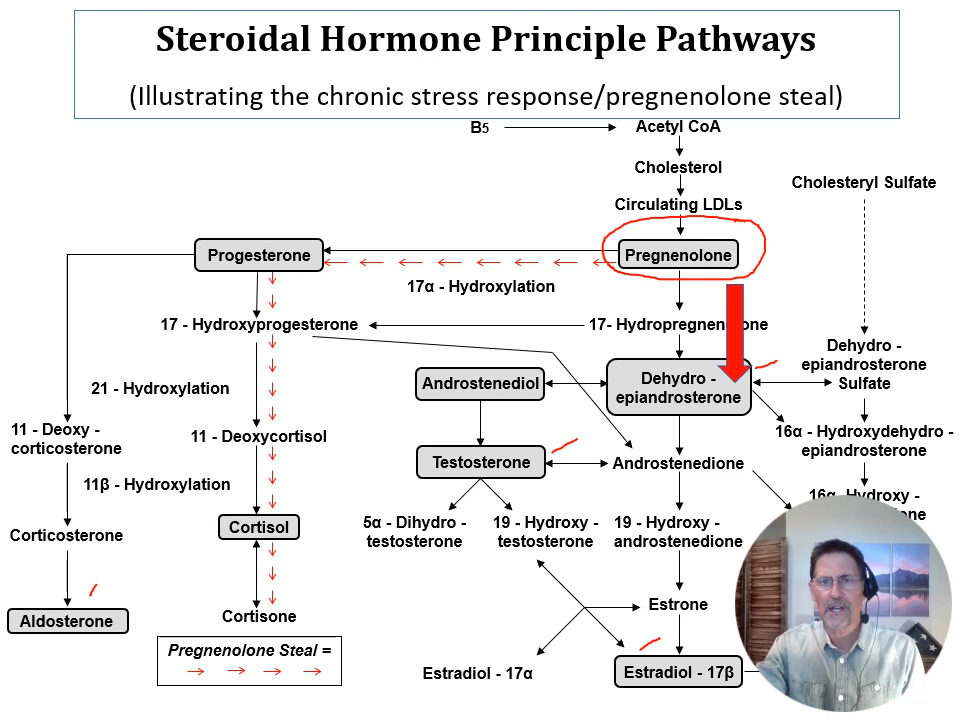 Steroidal Hormone Principle Pathways
(Illustrating the chronic stress response/pregnenolone steal)
B5
Acetyl CoA
Cholesterol
Cholesteryl Sulfate
Circulating LDLs
Progesterone
Pregnenolone
17α - Hydroxylation
17 - Hydroxyprogesterone
17- Hydropregnen
ne
Dehydro -
epiandrosterone
Sulfate
Androstenediol
Dehydro -
epiandrosterone
21 - Hydroxylation
11 - Deoxy -
corticosterone
11 - Deoxycortisol
16α - Hydroxydehydro -
epiandrosterone
Testosterone
Androstenedione
11β - Hydroxylation
16α - Hydroxy -
Cortisol
5α - Dihydro -
testosterone
19 - Hydroxy -
testosterone
19 - Hydroxy -
androstenedione
Corticosterone
Estrone
Aldosterone
Cortisone
Pregnenolone Steal =
Estradiol - 17α
Estradiol - 17β